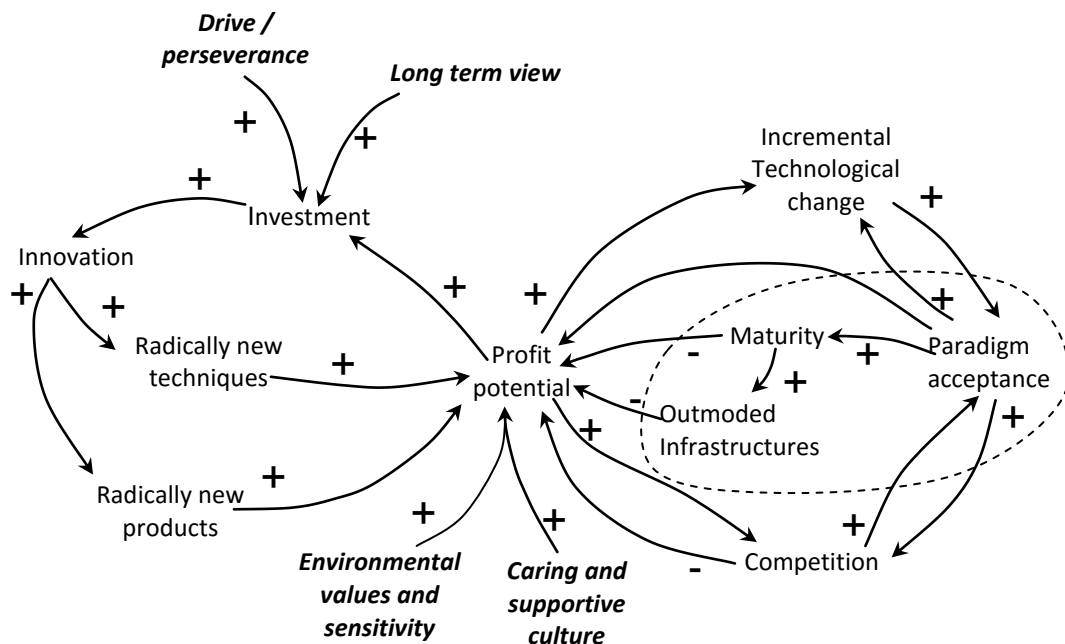 Drive /
perseverance
Long term view
+
+
+
Incremental
Technological
change
+
Investment
Innovation
+
+
+
+
+
Radically new
techniques
+
Profit
potential
-
Maturity
+
+
Paradigm
acceptance
-
Outmoded
Infrastructures
+
+
Radically new
products
+
+
+
-
Competition
+
Environmental
values and
sensitivity
Caring and
supportive
culture